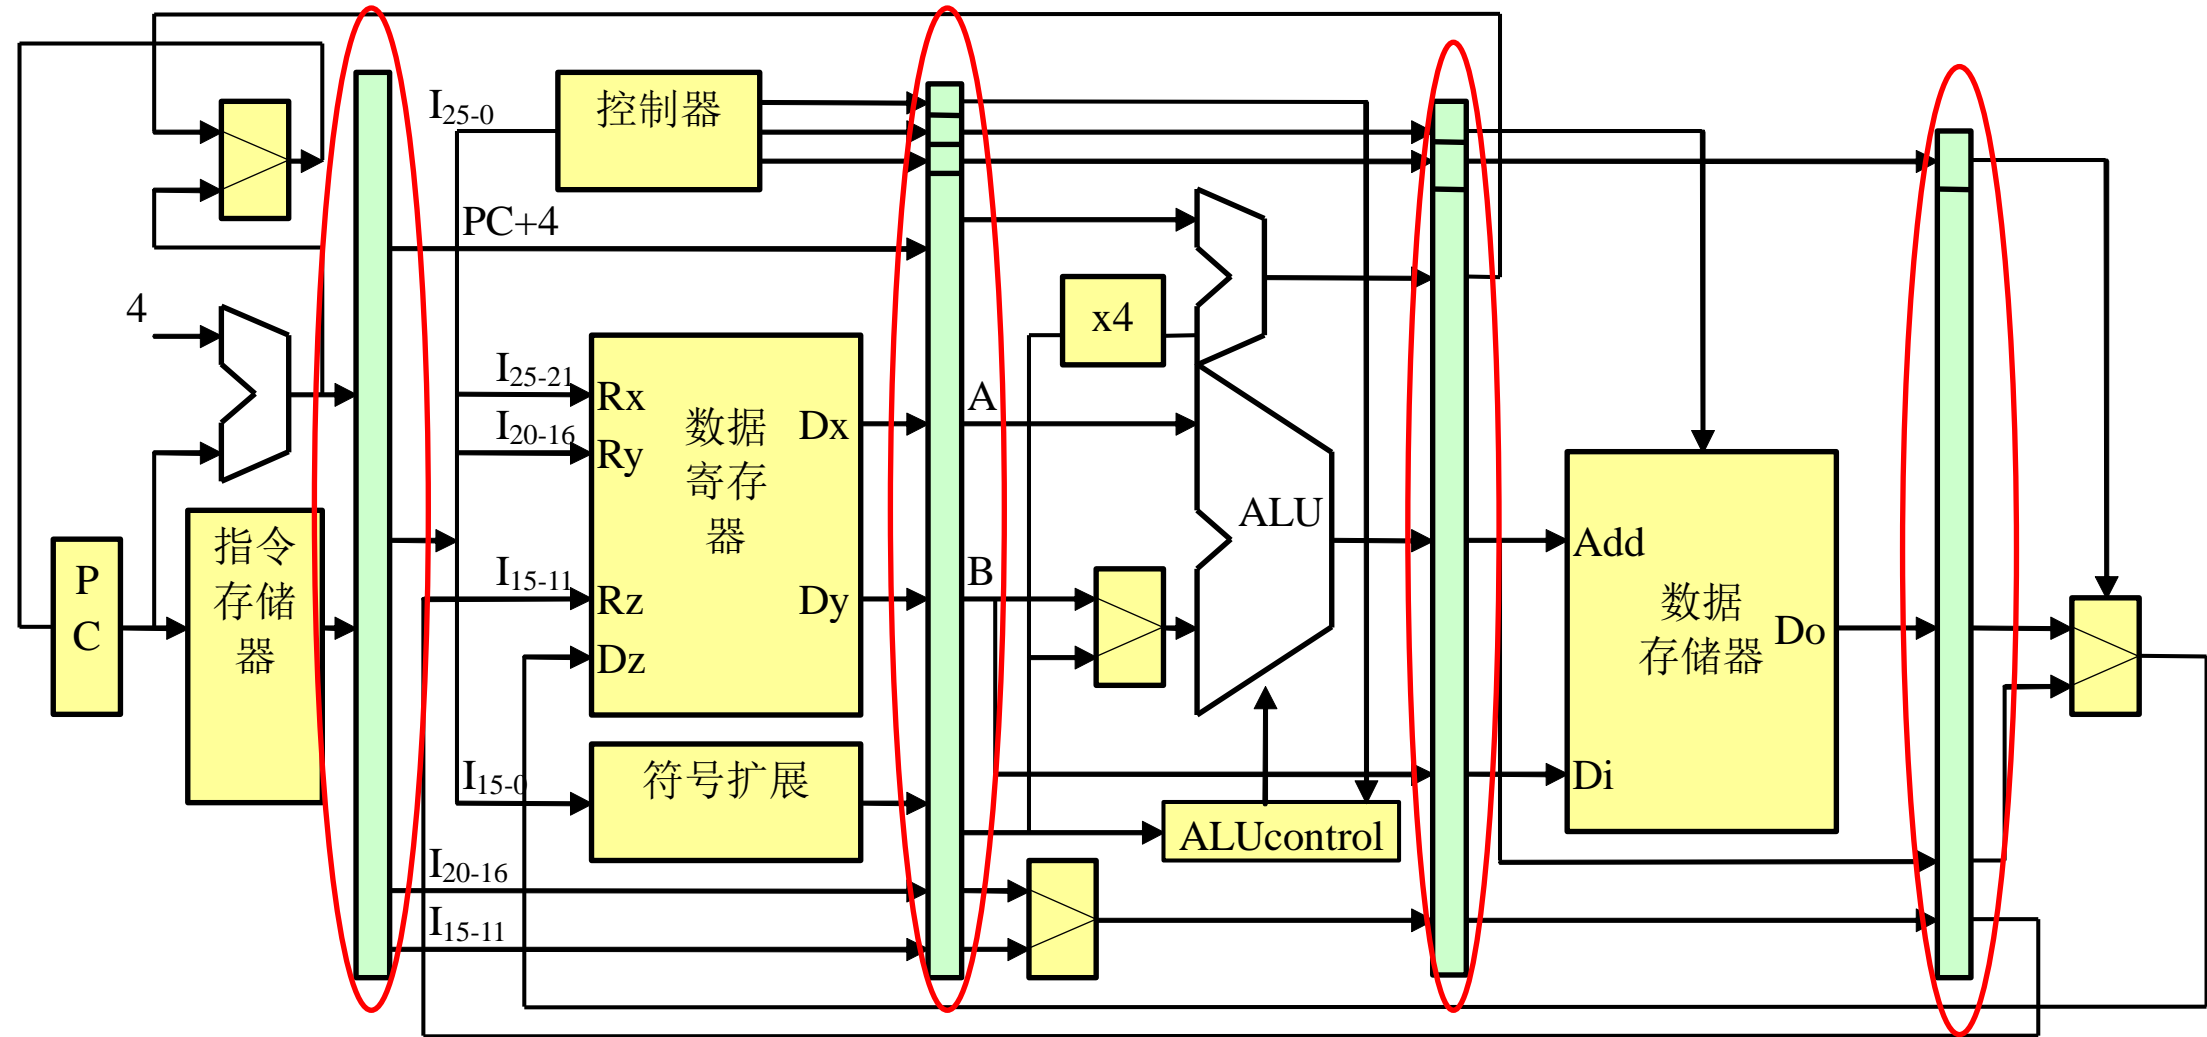 I25-0
控制器
PC+4
4
x4
I25-21
Rx
I20-16
Ry
数据
寄存
器
Dx
A
ALU
指令
存储
器
P
C
I15-11
Rz
Dz
Dy
B
Add
数据
存储器
Do
Di
I15-0
符号扩展
ALUcontrol
I20-16
I15-11